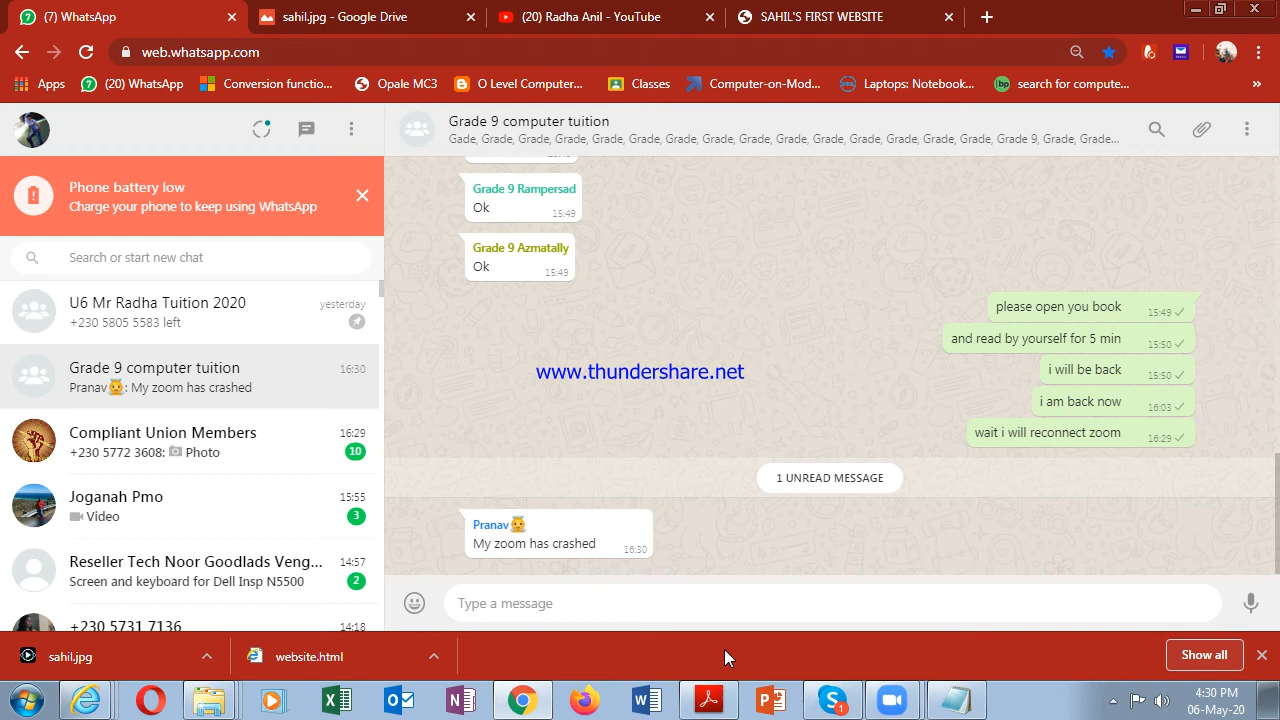 (7) WhatsApp
sahil.jpg - Google Drive
(20) Radha Anil - YouTube
SAHIL'S FIRST WEBSITE
web.whatsapp.com
Apps
(20) WhatsApp
Conversion functio...
Opale MC3
O Level Computer...
Classes
Computer-on-Mod...
Laptops: Notebook...
search for compute...
Phone battery low
Charge your phone to keep using WhatsApp
Search or start new chat
U6 Mr Radha Tuition 2020
yesterday
+230 5805 5583 left
Grade 9 computer tuition
16:30
Pranav👼: My zoom has crashed
Compliant Union Members
16:29
+230 5772 3608: Photo
10
Joganah Pmo
15:55
Video
3
Reseller Tech Noor Goodlads Veng...
14:57
Screen and keyboard for Dell Insp N5500
2
+230 5731 7136
14:18
Grade 9 computer tuition
Gade, Grade, Grade, Grade, Grade, Grade, Grade, Grade, Grade, Grade, Grade, Grade, Grade, Grade, Grade, Grade 9, Grade, Grade...
Grade 9 Rampersad
Ok
15:49
Grade 9 Azmatally
Ok
15:49
please open you book
15:49
and read by yourself for 5 min
15:50
i will be back
15:50
i am back now
16:03
wait i will reconnect zoom
16:29
www.thundershare.net
1 UNREAD MESSAGE
Pranav👼
My zoom has crashed
16:30
Type a message
sahil.jpg
website.html
Show all
4:30 PM
06-May-20